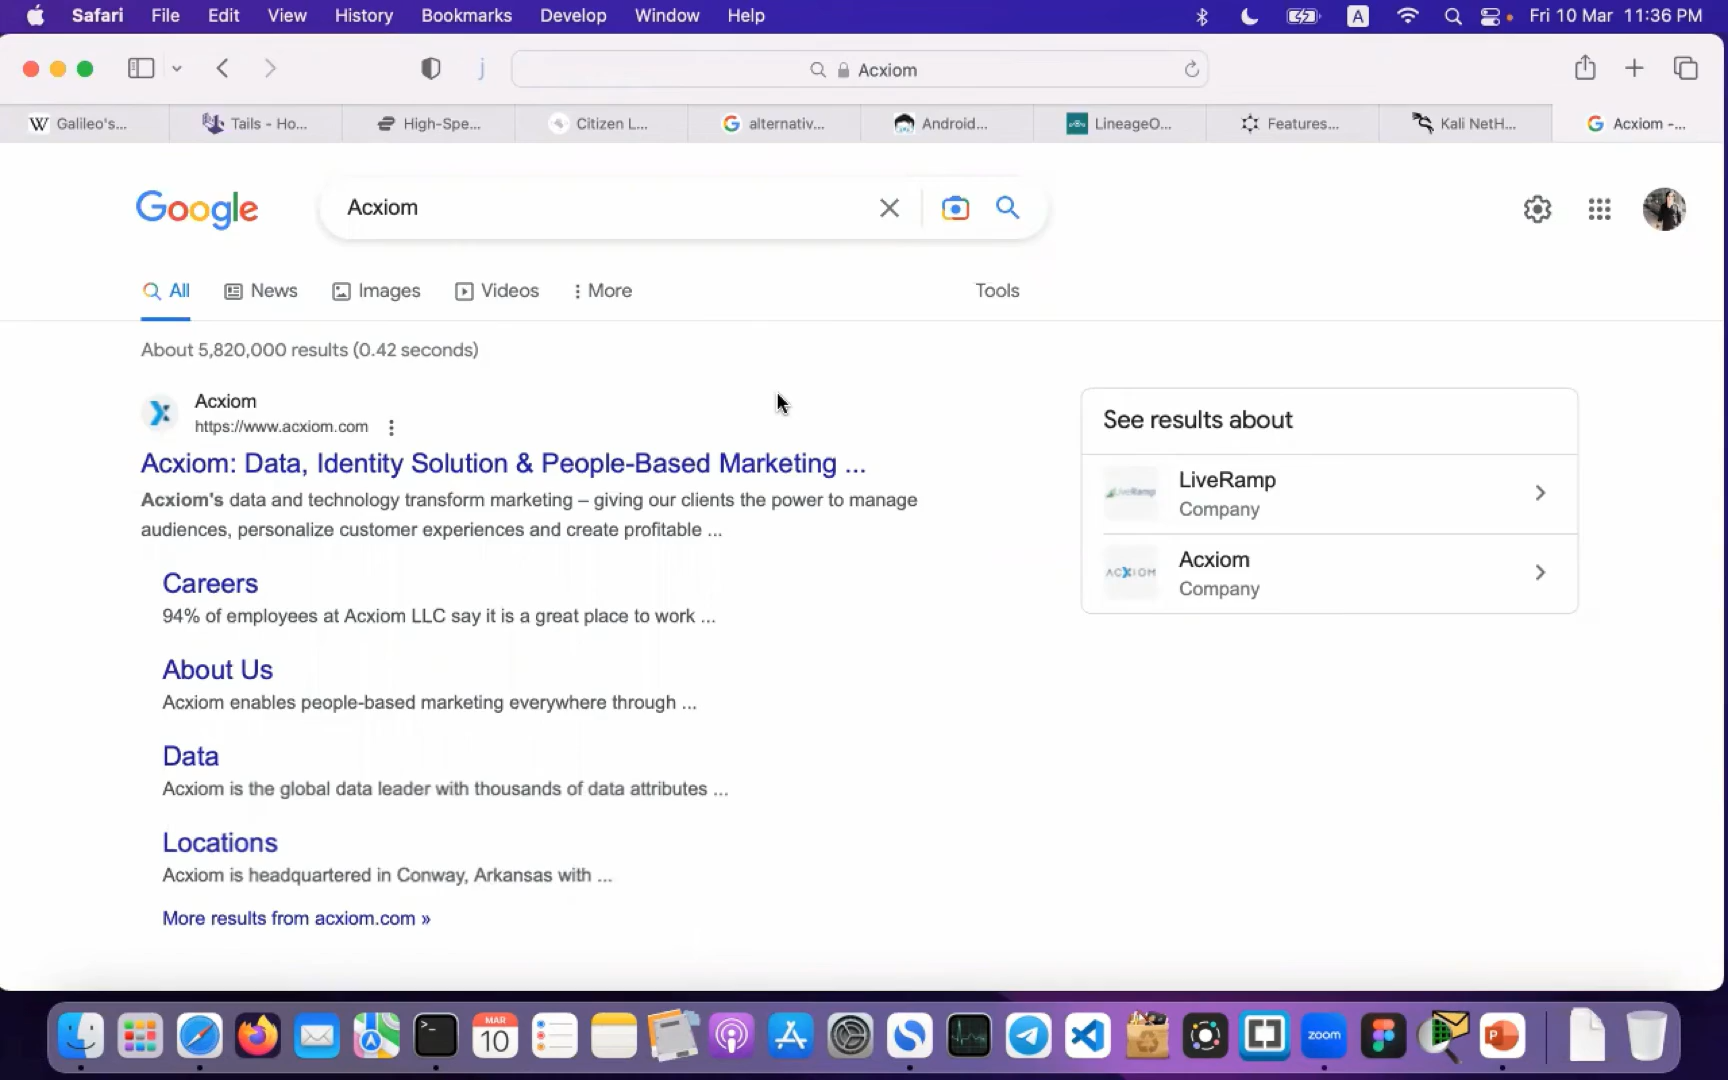 Safari File Edit View History Bookmarks Develop Window Help A Fri 10 Mar 11:36 PM
j Acxiom
W Galileo's... Tails - Ho... High-Spe... Citizen L... alternativ... Android... LineageO... Features... Kali NetH... Acxiom -...
Google Acxiom
All News Images Videos More Tools
About 5,820,000 results (0.42 seconds)
Acxiom
https://www.acxiom.com
Acxiom: Data, Identity Solution & People-Based Marketing ...
Acxiom's data and technology transform marketing – giving our clients the power to manage
audiences, personalize customer experiences and create profitable ...
Careers
94% of employees at Acxiom LLC say it is a great place to work ...
About Us
Acxiom enables people-based marketing everywhere through ...
Data
Acxiom is the global data leader with thousands of data attributes ...
Locations
Acxiom is headquartered in Conway, Arkansas with ...
More results from acxiom.com »
See results about
LiveRamp
LiveRamp
Company
ACXIOM
Acxiom
Company
>_
MAR
10
zoom
P